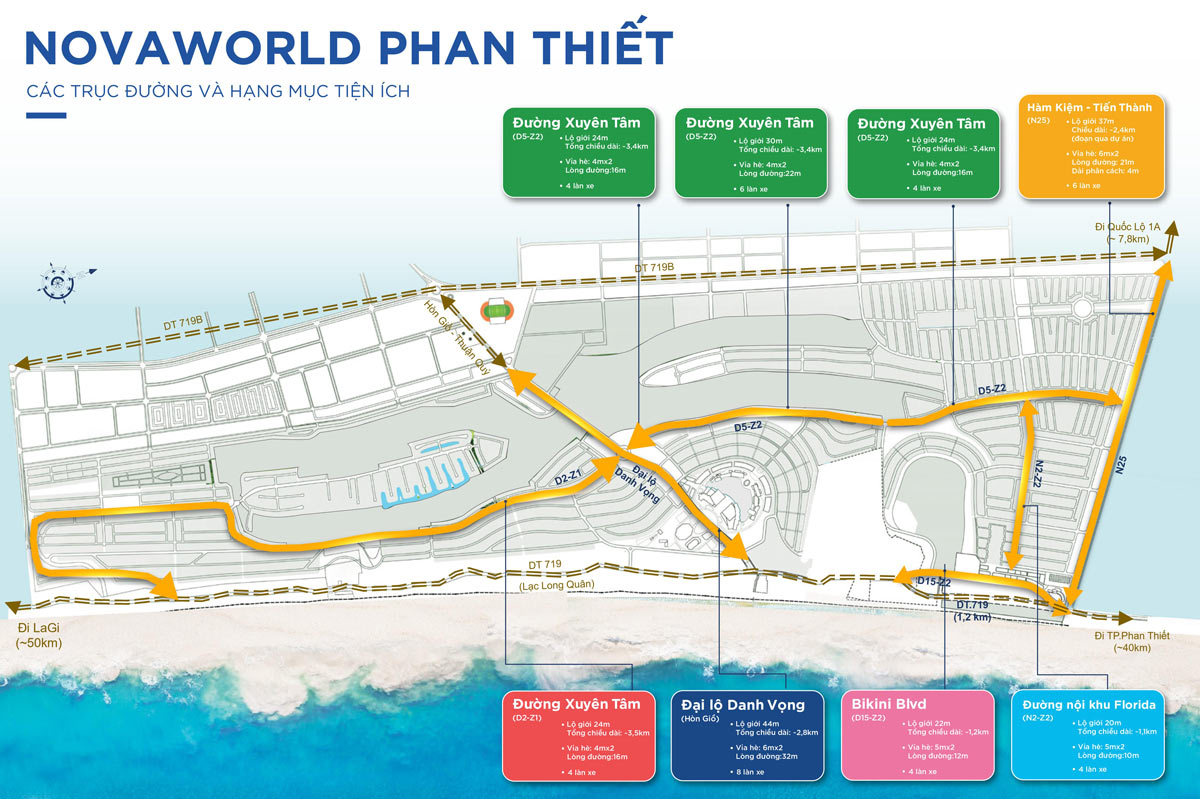 NOVAWORLD PHAN THIẾT
CÁC TRỤC ĐƯỜNG VÀ HẠNG MỤC TIỆN ÍCH
Đường Xuyên Tâm
(D5-Z2)
• Lộ giới 24m
Tổng chiều dài: ~3,4km
• Vỉa hè: 4mx2
Lòng đường:16m
• 4 làn xe
Đường Xuyên Tâm
(D5-Z2)
• Lộ giới 30m
Tổng chiều dài: ~3,4km
• Vỉa hè: 4mx2
Lòng đường:22m
• 6 làn xe
Đường Xuyên Tâm
(D5-Z2)
• Lộ giới 24m
Tổng chiều dài: ~3,4km
• Vỉa hè: 4mx2
Lòng đường:16m
• 4 làn xe
Hàm Kiệm - Tiến Thành
(N25)
• Lộ giới 37m
Chiều dài: ~2,4km
(đoạn qua dự án)
• Vỉa hè: 6mx2
Lòng đường: 21m
Dải phân cách: 4m
• 6 làn xe
Đi Quốc Lộ 1A
(~ 7,8km)
DT 719B
DT 719B
Hòn Giồ - Thuận Quý
D5-Z2
D5-Z2
N2-Z2
N25
D2-Z1
Đại lộ
Danh Vọng
DT 719
(Lạc Long Quân)
D15-Z2
DT.719
(1,2 km)
Đi LaGi
(~50km)
Đi TP.Phan Thiết
(~40km)
Đường Xuyên Tâm
(D2-Z1)
• Lộ giới 24m
Tổng chiều dài: ~3,5km
• Vỉa hè: 4mx2
Lòng đường:16m
• 4 làn xe
Đại lộ Danh Vọng
(Hòn Giồ)
• Lộ giới 44m
Tổng chiều dài: ~2,8km
• Vỉa hè: 6mx2
Lòng đường:32m
• 8 làn xe
Bikini Blvd
(D15-Z2)
• Lộ giới 22m
Tổng chiều dài: ~1,2km
• Vỉa hè: 5mx2
Lòng đường:12m
• 4 làn xe
Đường nội khu Florida
(N2-Z2)
• Lộ giới 20m
Tổng chiều dài: ~1,1km
• Vỉa hè: 5mx2
Lòng đường:10m
• 4 làn xe